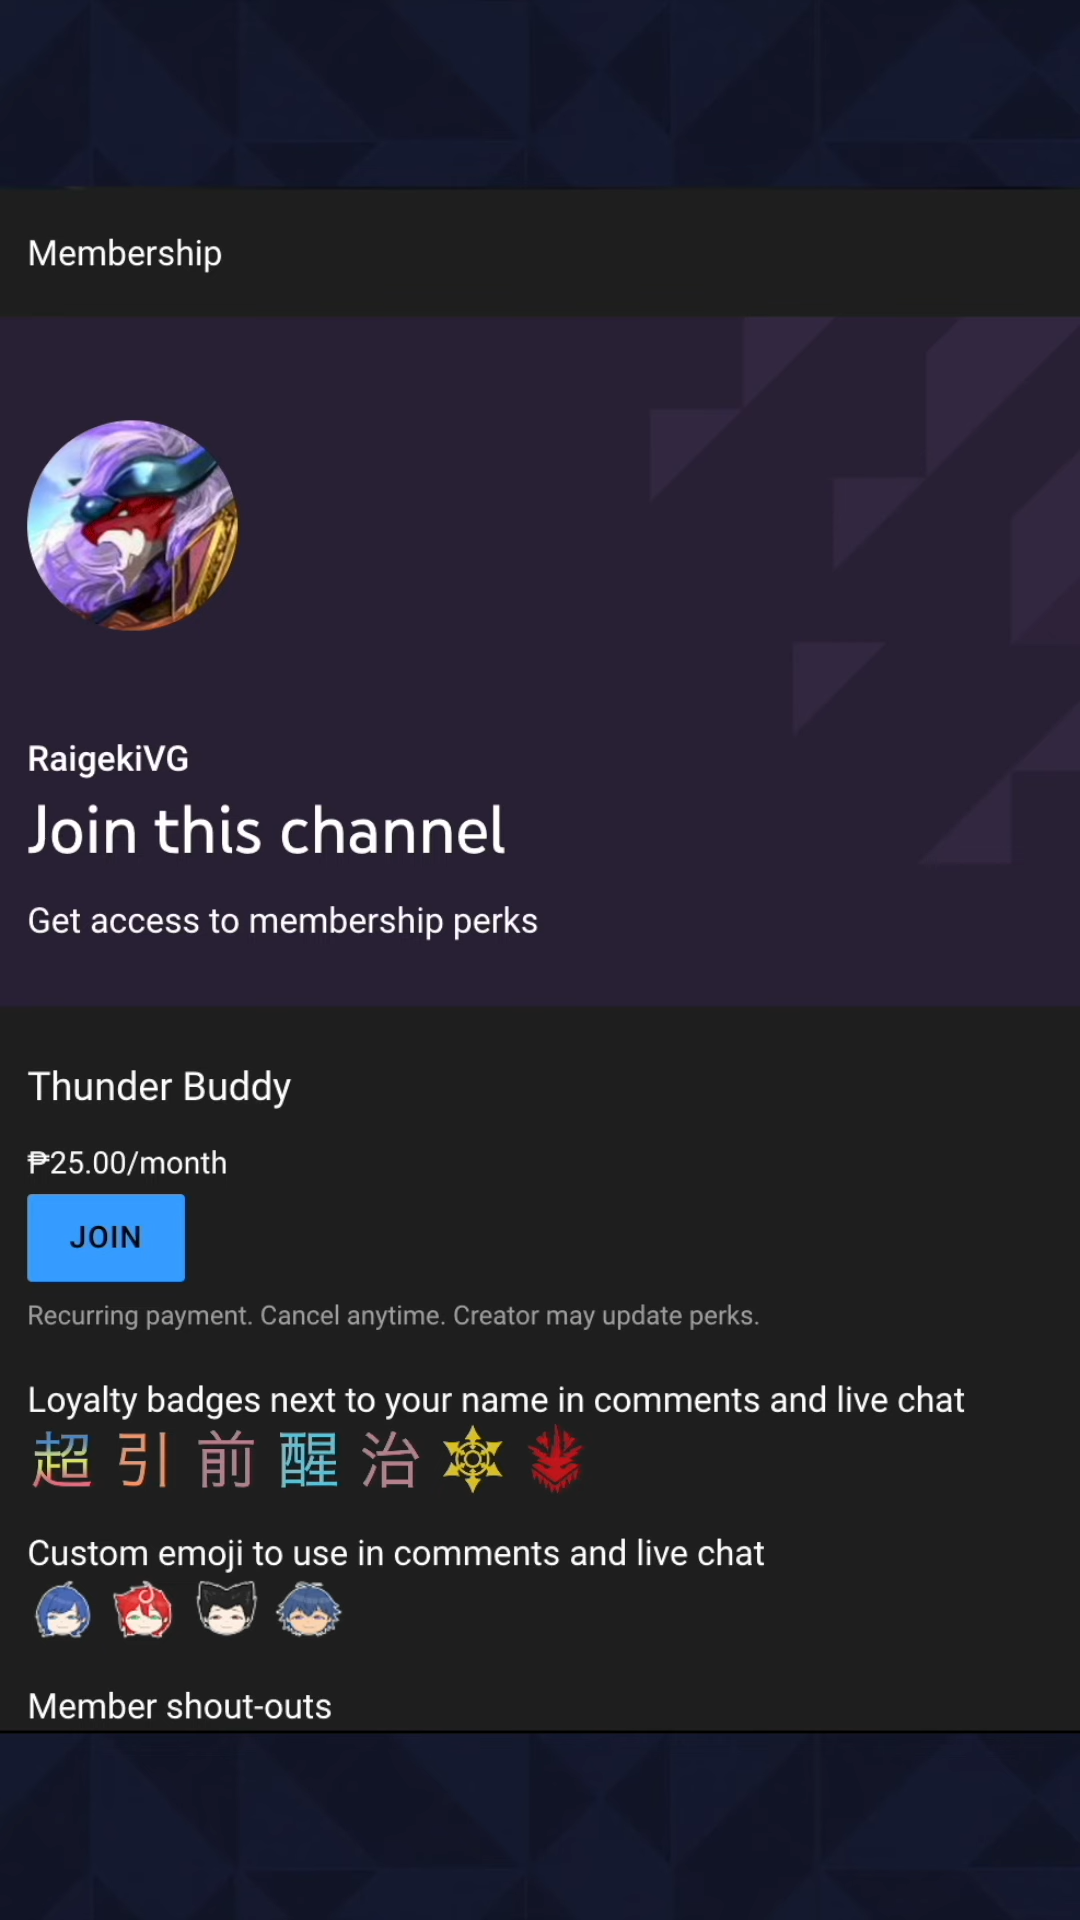 Membership
RaigekiVG
Join this channel
Get access to membership perks
Thunder Buddy
₱25.00/month
JOIN
Recurring payment. Cancel anytime. Creator may update perks.
Loyalty badges next to your name in comments and live chat
超 引 前 醒 治
Custom emoji to use in comments and live chat
Member shout-outs